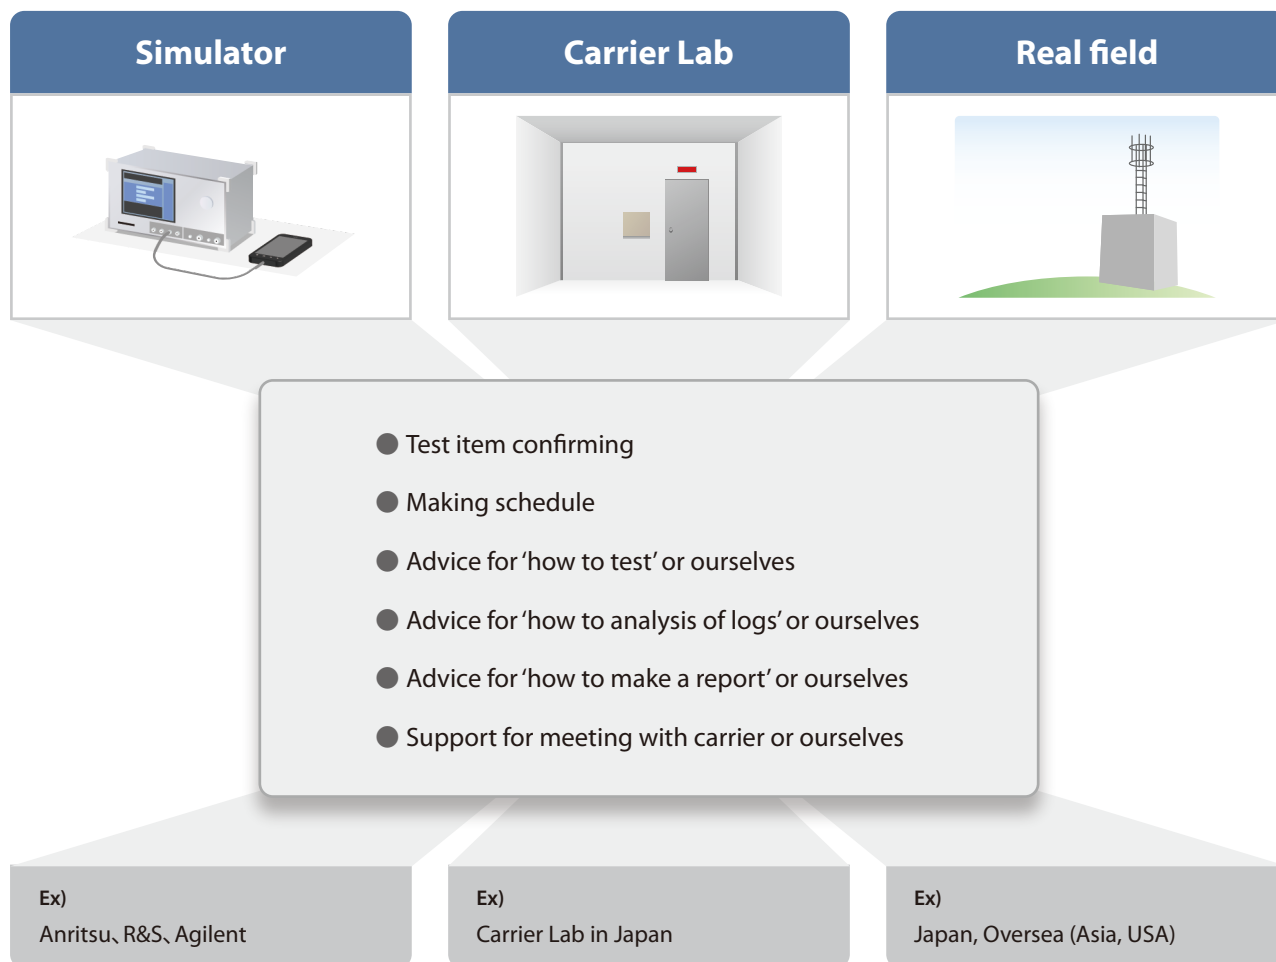 Simulator
Carrier Lab
Real field
● Test item confirming
● Making schedule
● Advice for ‘how to test’ or ourselves
● Advice for ‘how to analysis of logs’ or ourselves
● Advice for ‘how to make a report’ or ourselves
● Support for meeting with carrier or ourselves
Ex)
Anritsu、R&S、Agilent
Ex)
Carrier Lab in Japan
Ex)
Japan, Oversea (Asia, USA)